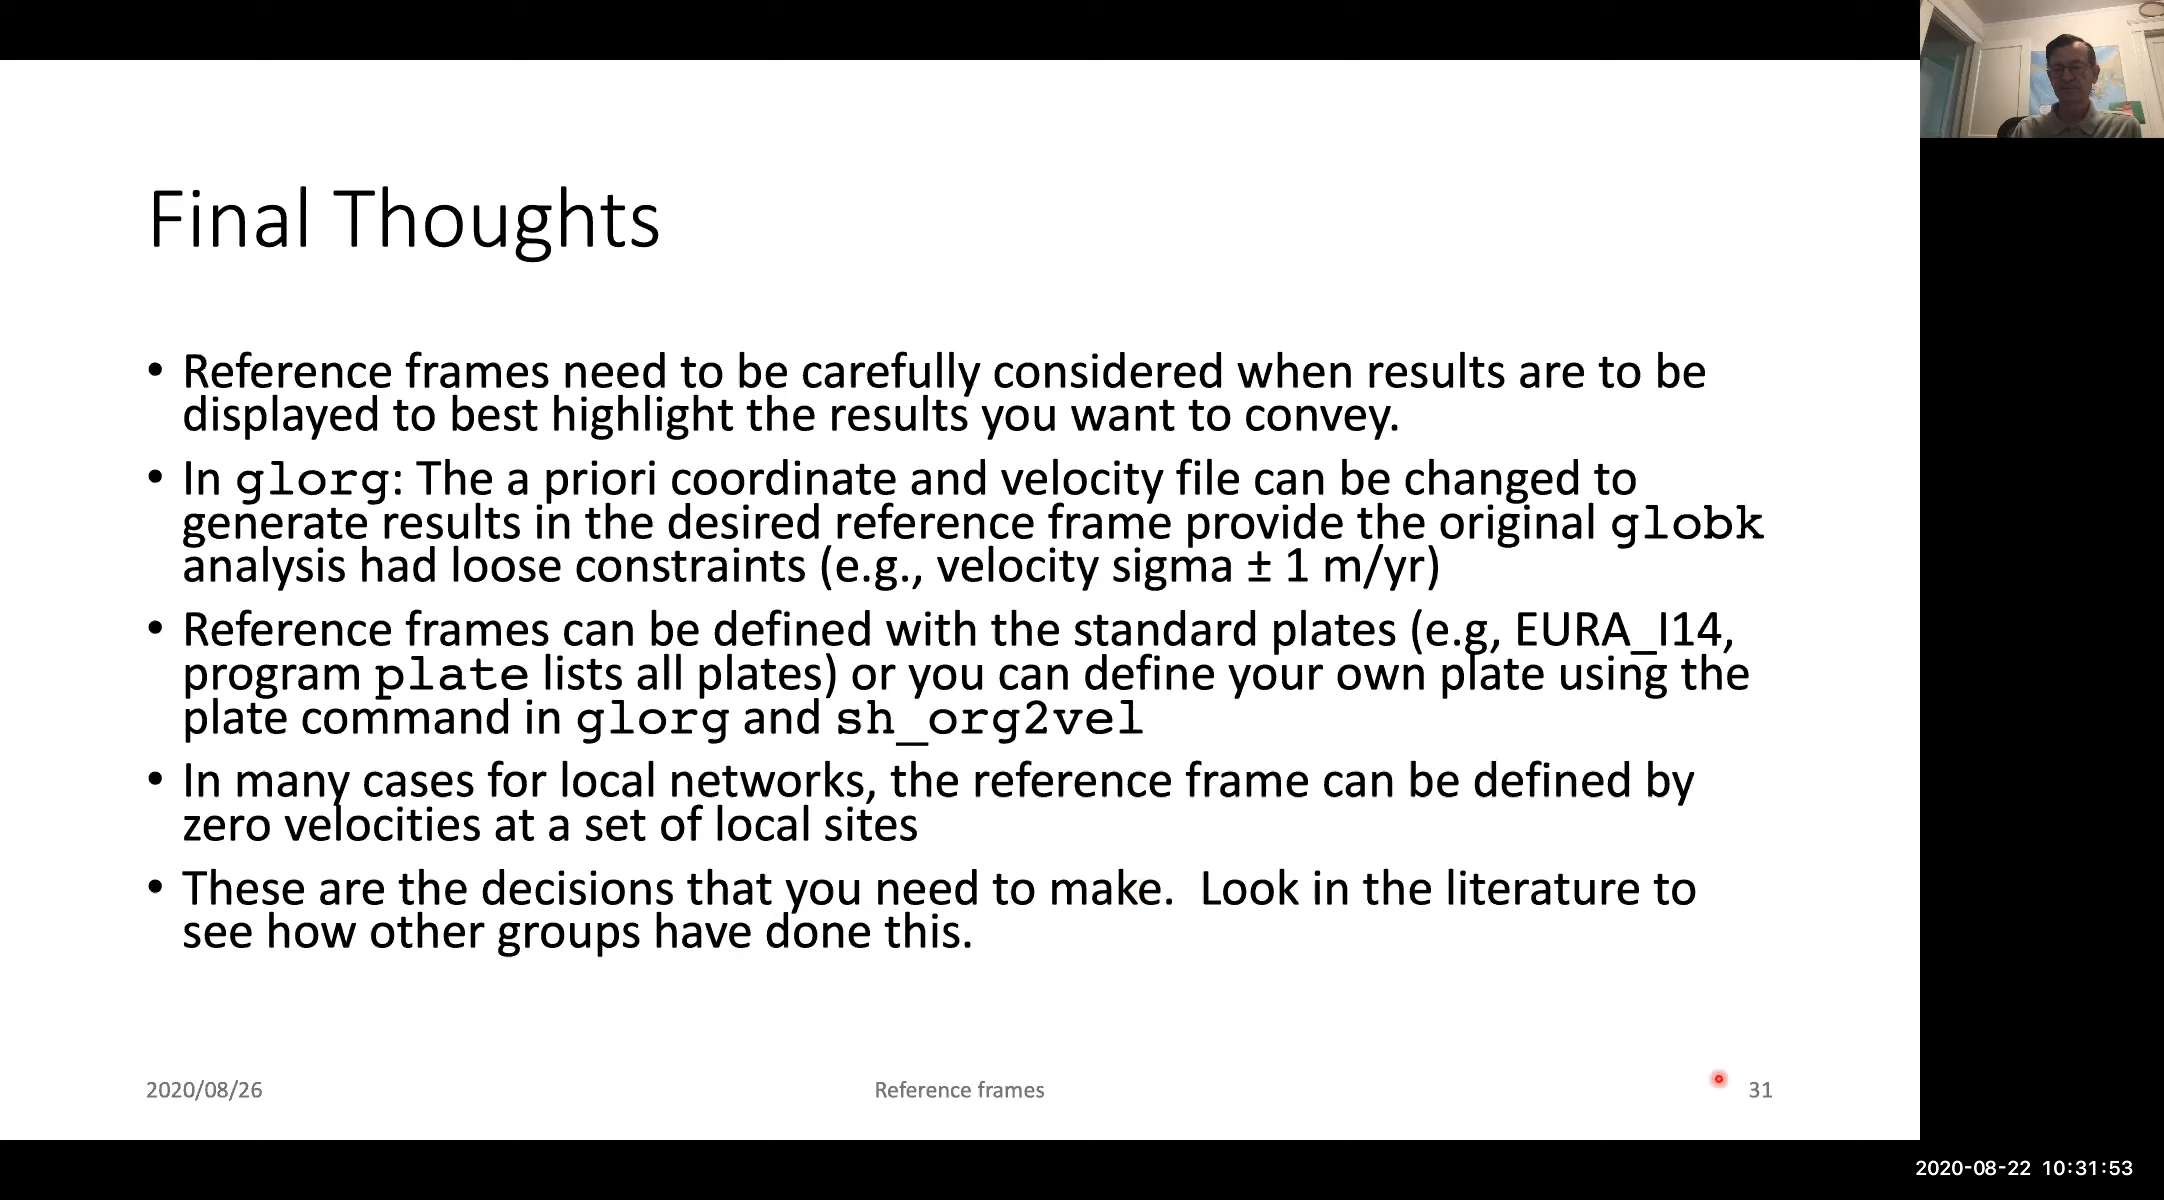 Final Thoughts
• Reference frames need to be carefully considered when results are to be
displayed to best highlight the results you want to convey.
• In glorg: The a priori coordinate and velocity file can be changed to
generate results in the desired reference frame provide the original globk
analysis had loose constraints (e.g., velocity sigma ± 1 m/yr)
• Reference frames can be defined with the standard plates (e.g, EURA_I14,
program plate lists all plates) or you can define your own plate using the
plate command in glorg and sh_org2vel
• In many cases for local networks, the reference frame can be defined by
zero velocities at a set of local sites
• These are the decisions that you need to make.  Look in the literature to
see how other groups have done this.
2020/08/26
Reference frames
31
2020-08-22 10:31:53